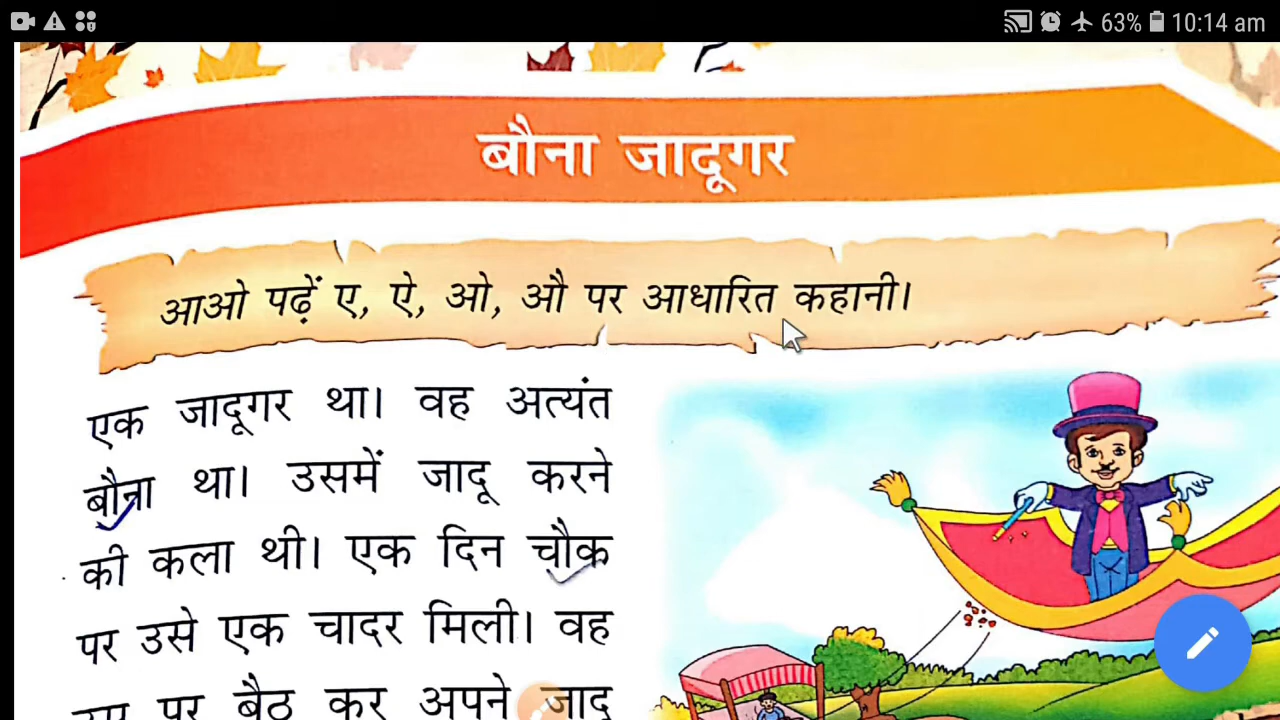 63% 10:14 am
बौना जादूगर
आओ पढ़ें ए, ऐ, ओ, औ पर आधारित कहानी।
एक जादूगर था। वह अत्यंत
बौना था। उसमें जादू करने
की कला थी। एक दिन चौक
पर उसे एक चादर मिली। वह
पर बैठ कर अपने जादू